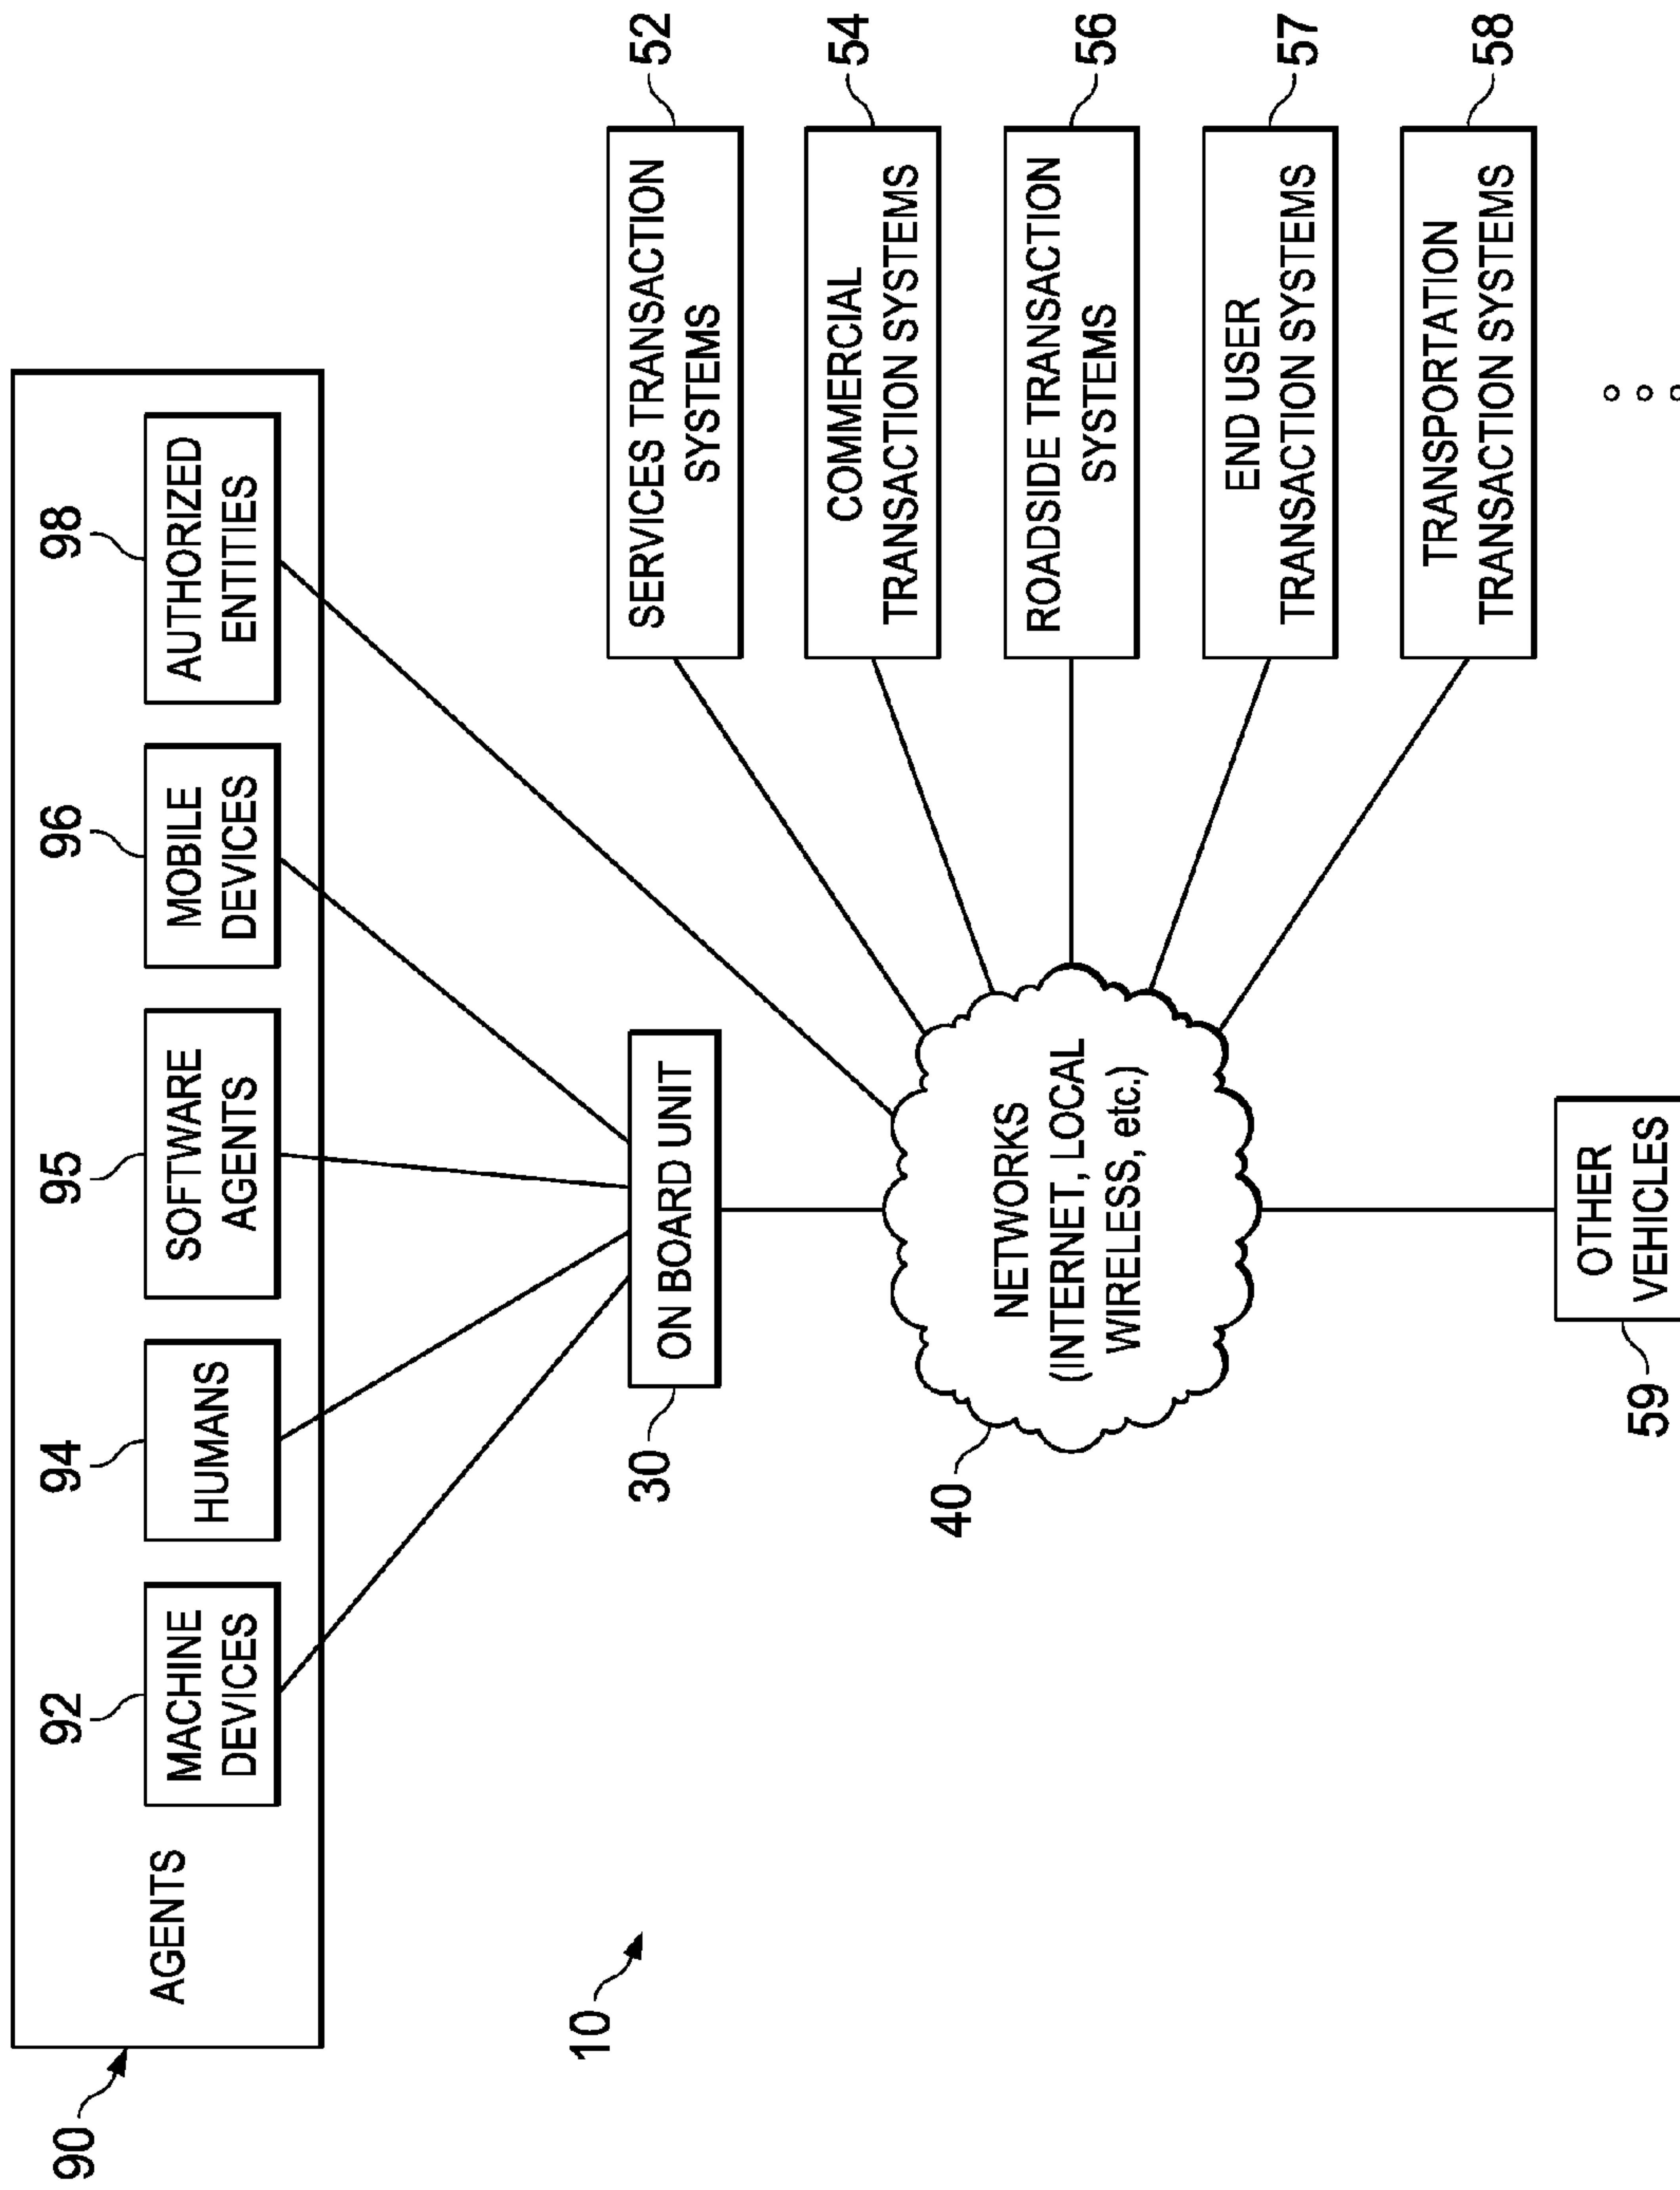 90
AGENTS
92
94
95
96
98
MACHINE
DEVICES
HUMANS
SOFTWARE
AGENTS
MOBILE
DEVICES
AUTHORIZED
ENTITIES
10
30
ON BOARD UNIT
40
NETWORKS
(INTERNET, LOCAL
WIRELESS, etc.)
SERVICES TRANSACTION
SYSTEMS
52
COMMERCIAL
TRANSACTION SYSTEMS
54
ROADSIDE TRANSACTION
SYSTEMS
56
END USER
TRANSACTION SYSTEMS
57
TRANSPORTATION
TRANSACTION SYSTEMS
58
59
OTHER
VEHICLES